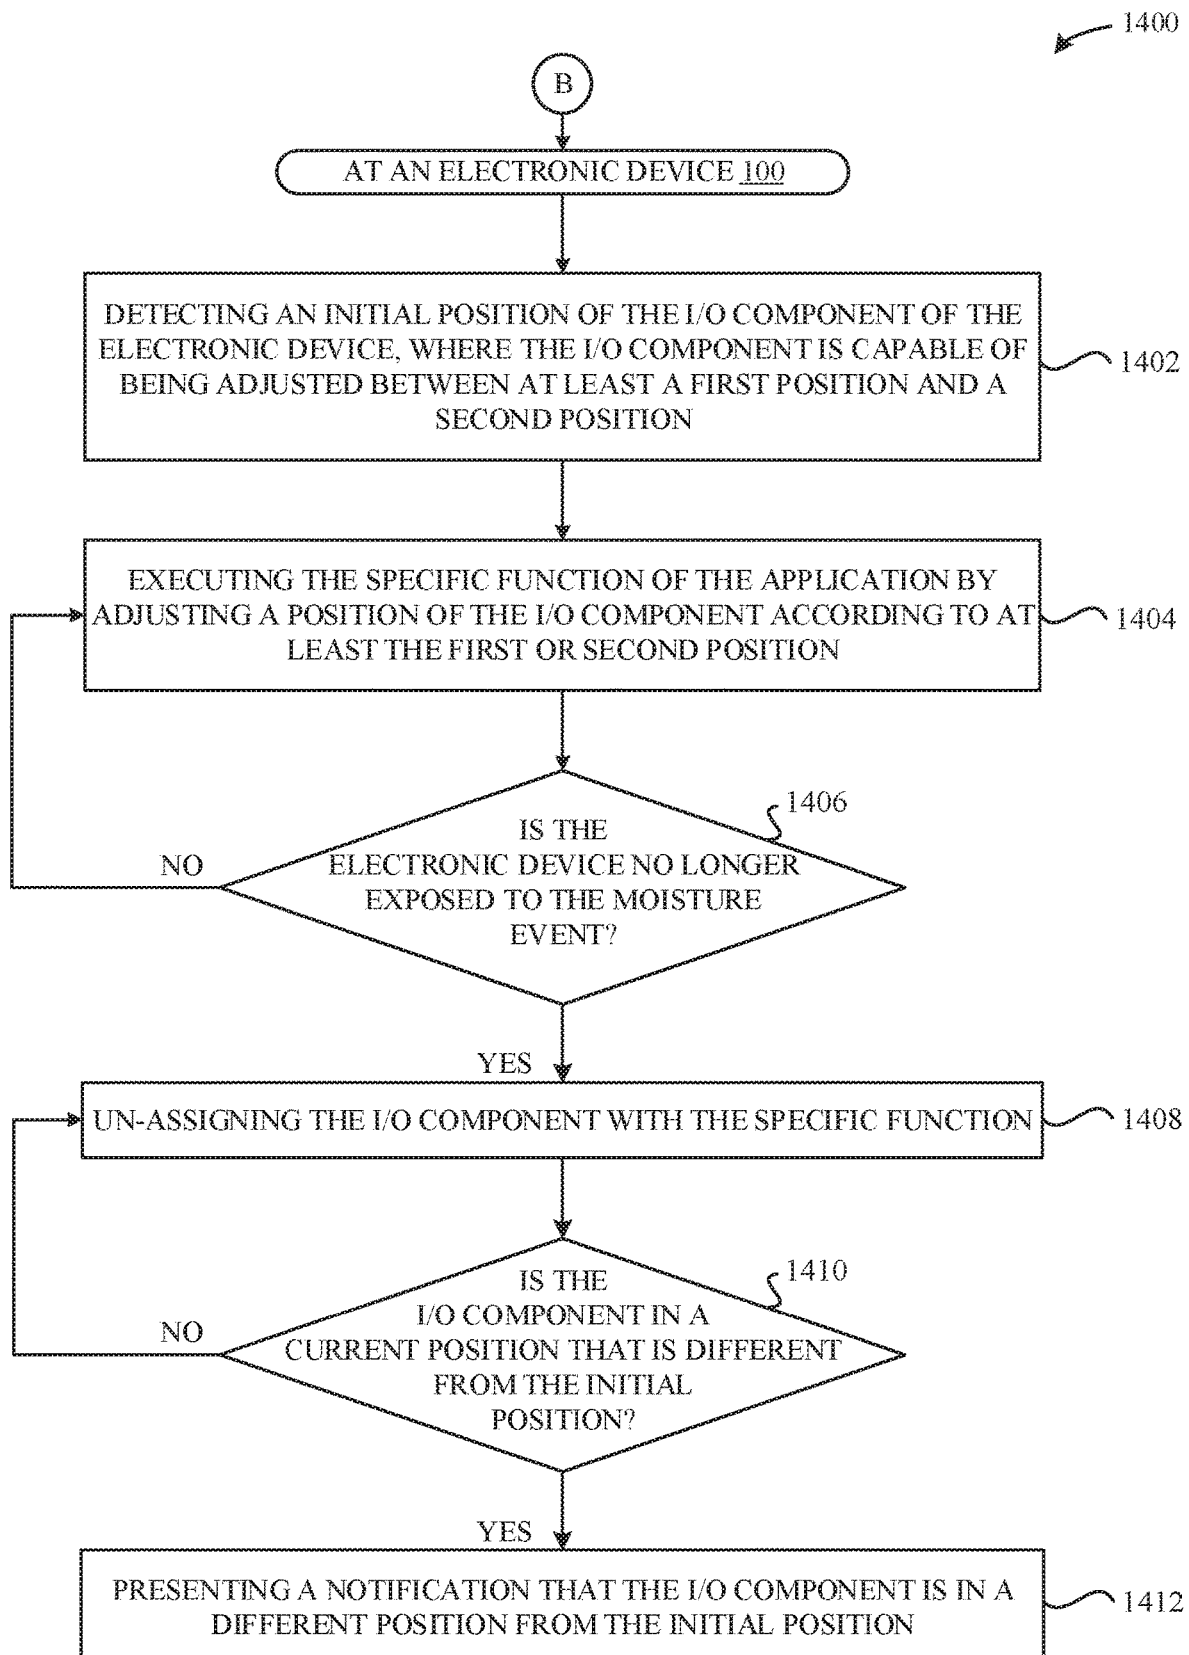 1400
B
AT AN ELECTRONIC DEVICE 100
DETECTING AN INITIAL POSITION OF THE I/O COMPONENT OF THE
ELECTRONIC DEVICE, WHERE THE I/O COMPONENT IS CAPABLE OF
BEING ADJUSTED BETWEEN AT LEAST A FIRST POSITION AND A
SECOND POSITION
1402
EXECUTING THE SPECIFIC FUNCTION OF THE APPLICATION BY
ADJUSTING A POSITION OF THE I/O COMPONENT ACCORDING TO AT
LEAST THE FIRST OR SECOND POSITION
1404
1406
IS THE
ELECTRONIC DEVICE NO LONGER
EXPOSED TO THE MOISTURE
EVENT?
NO
YES
UN-ASSIGNING THE I/O COMPONENT WITH THE SPECIFIC FUNCTION
1408
1410
IS THE
I/O COMPONENT IN A
CURRENT POSITION THAT IS DIFFERENT
FROM THE INITIAL
POSITION?
NO
YES
PRESENTING A NOTIFICATION THAT THE I/O COMPONENT IS IN A
DIFFERENT POSITION FROM THE INITIAL POSITION
1412